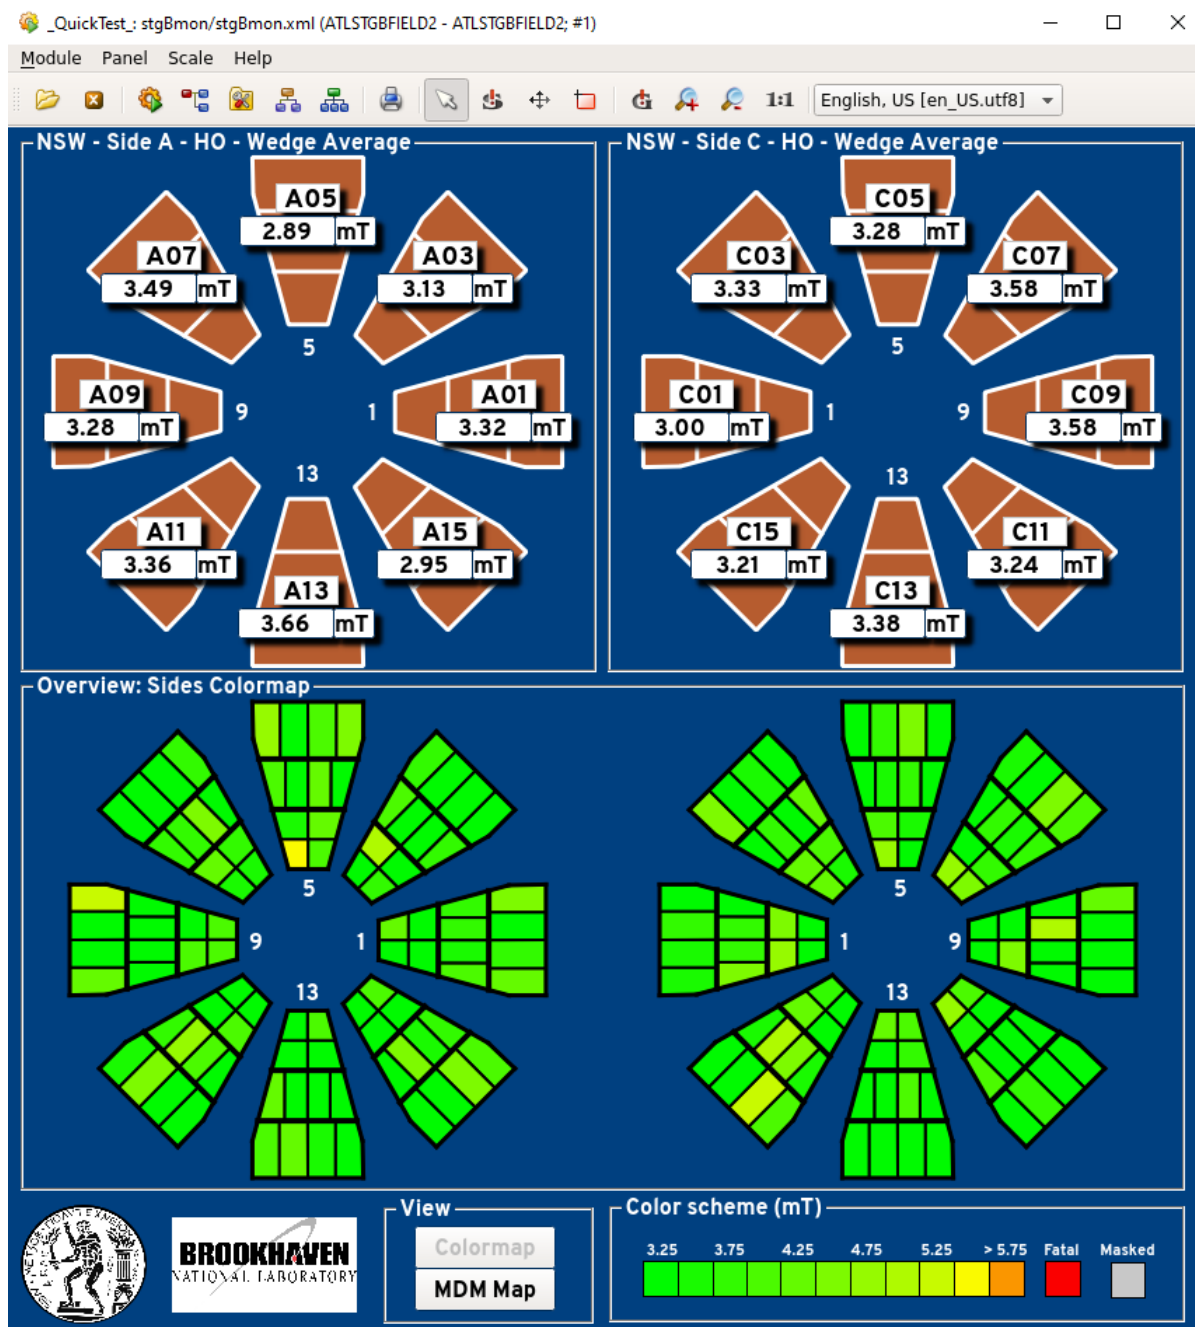 _QuickTest_: stgBmon/stgBmon.xml (ATLSTGBFIELD2 - ATLSTGBFIELD2; #1)
Module Panel Scale Help
1:1 English, US [en_US.utf8]
NSW - Side A - HO - Wedge Average
A05
2.89 mT
A07
3.49 mT
A03
3.13 mT
5
A09
3.28 mT
9
1
A01
3.32 mT
13
A11
3.36 mT
A15
2.95 mT
A13
3.66 mT
NSW - Side C - HO - Wedge Average
C05
3.28 mT
C03
3.33 mT
C07
3.58 mT
5
C01
3.00 mT
1
9
C09
3.58 mT
13
C15
3.21 mT
C11
3.24 mT
C13
3.38 mT
Overview: Sides Colormap
5
9
1
13
5
1
9
13
BROOKHAVEN
NATIONAL LABORATORY
View
Colormap
MDM Map
Color scheme (mT)
3.25 3.75 4.25 4.75 5.25 > 5.75 Fatal Masked